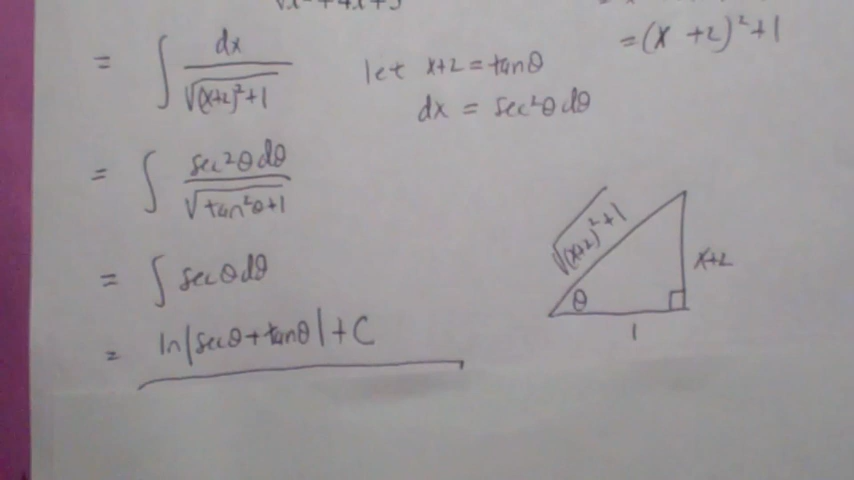 = (x +2)² + 1
= ∫ dx / √((x+2)²+1)
let x+2 = tanθ
dx = sec²θ dθ
= ∫ sec²θ dθ / √(tan²θ+1)
= ∫ secθ dθ
= ln|secθ + tanθ| + C
√((x+2)²+1)
x+2
θ
1